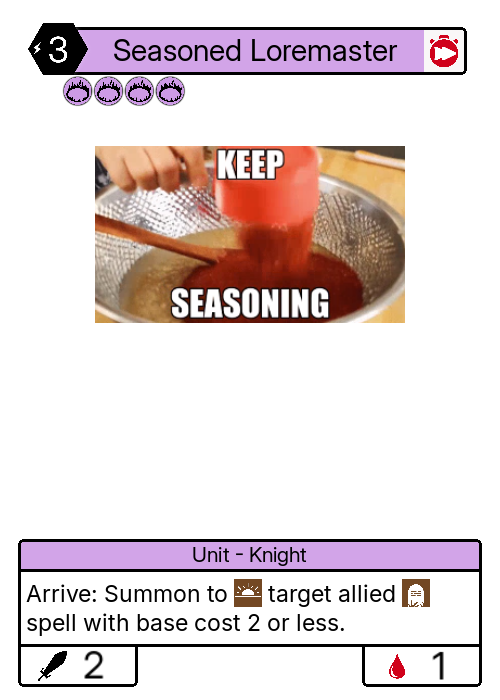 3 Seasoned Loremaster
KEEP
SEASONING
Unit - Knight
Arrive: Summon to target allied
spell with base cost 2 or less.
2 1